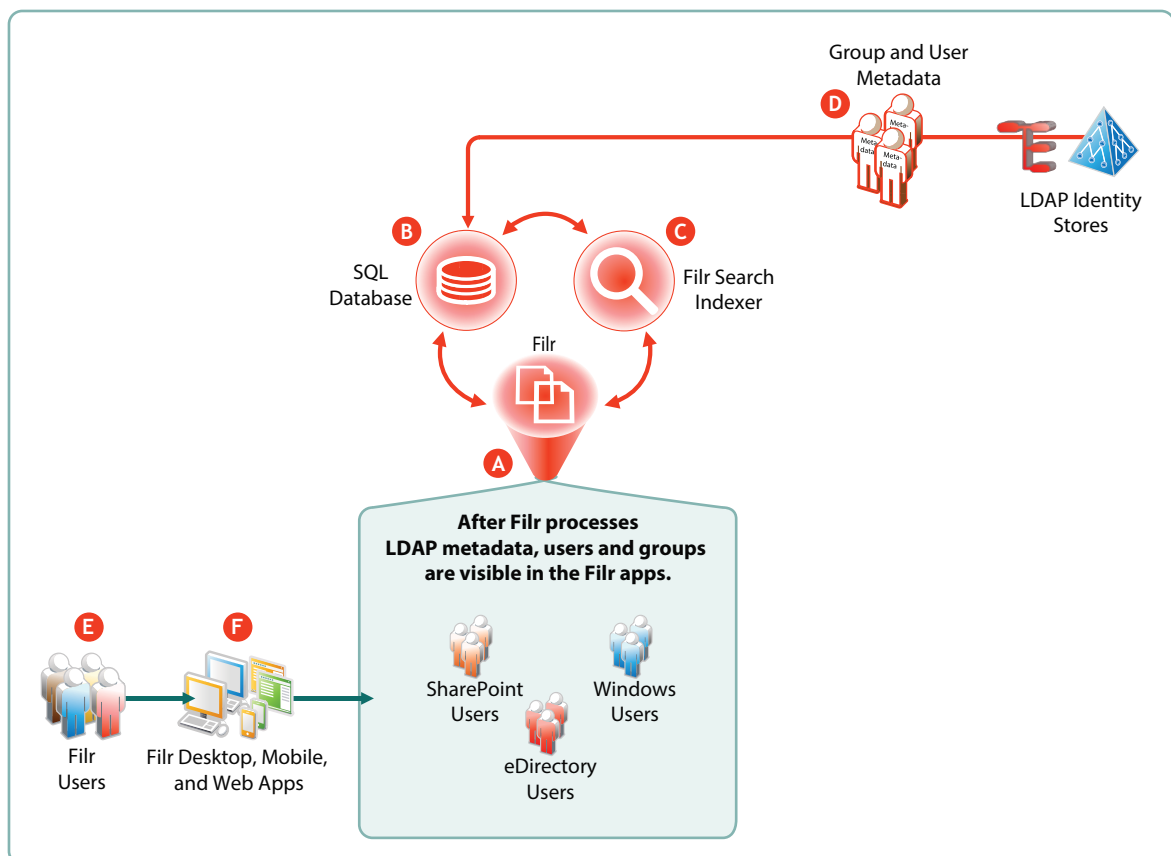 Group and User
Metadata
D
Meta-
data
Meta-
data
Meta-
data
LDAP Identity
Stores
B
C
SQL
Database
Filr Search
Indexer
Filr
A
After Filr processes
LDAP metadata, users and groups
are visible in the Filr apps.
E
F
SharePoint
Users
Windows
Users
eDirectory
Users
Filr
Users
Filr Desktop, Mobile,
and Web Apps